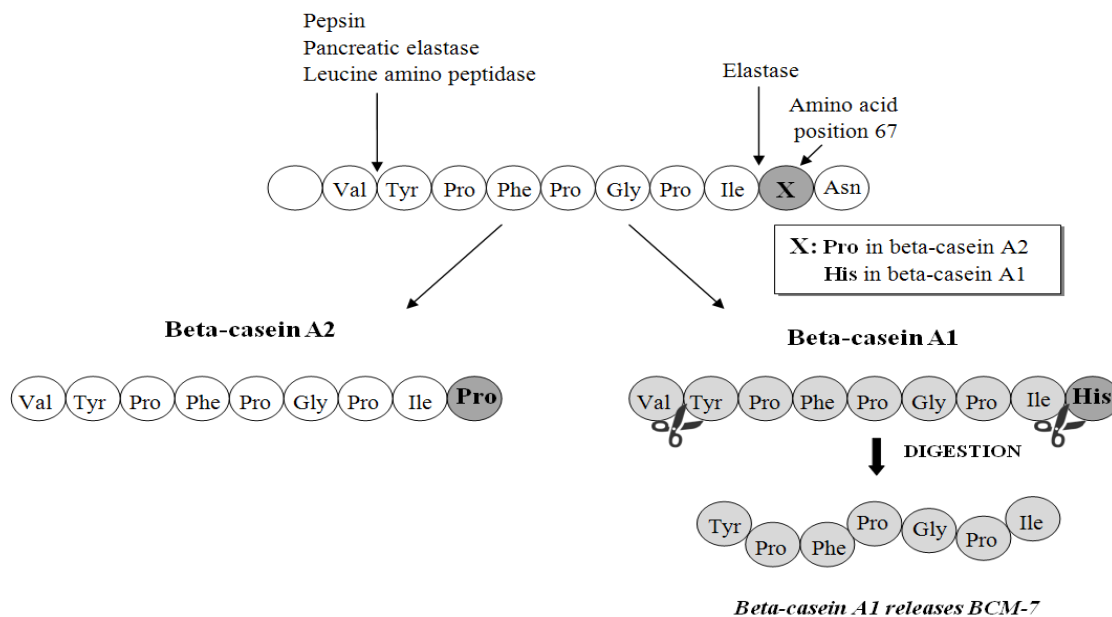 Pepsin
Pancreatic elastase
Leucine amino peptidase
Elastase
Amino acid
position 67
Val Tyr Pro Phe Pro Gly Pro Ile X Asn
X: Pro in beta-casein A2
His in beta-casein A1
Beta-casein A2
Val Tyr Pro Phe Pro Gly Pro Ile Pro
Beta-casein A1
Val Tyr Pro Phe Pro Gly Pro Ile His
DIGESTION
Tyr Pro Phe Pro Gly Pro Ile
Beta-casein A1 releases BCM-7